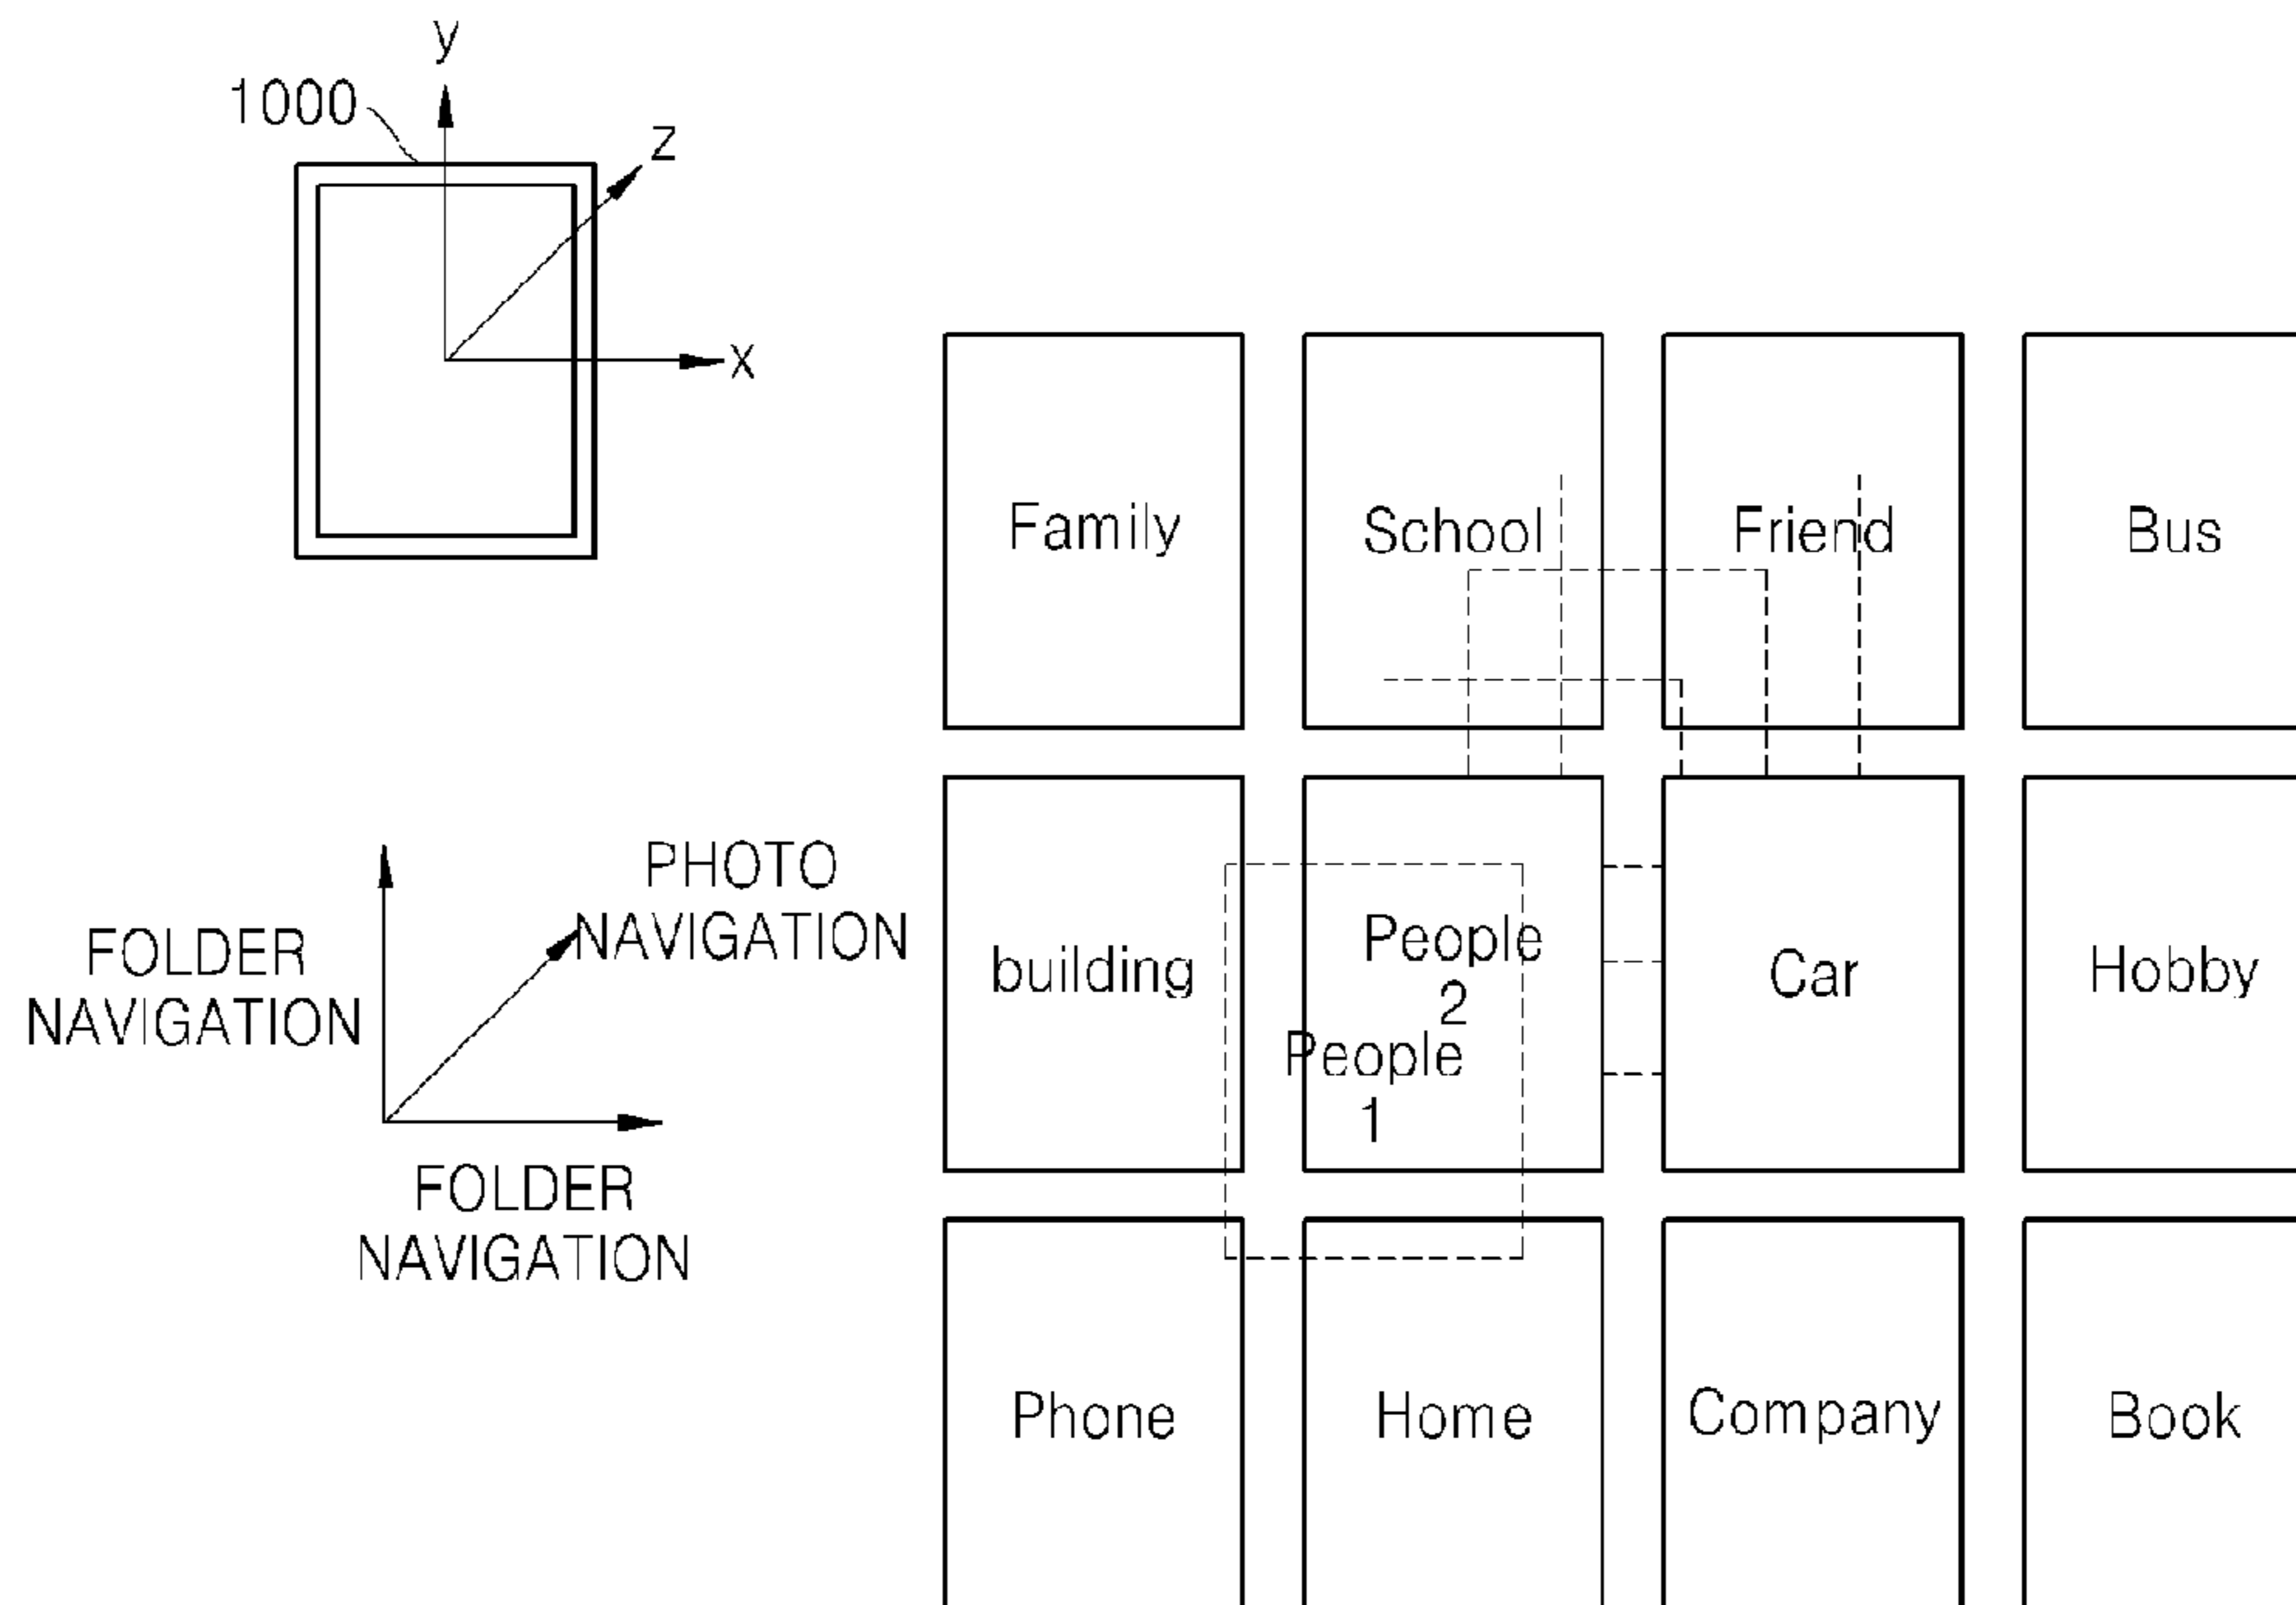 y
1000
z
x
Family
School
Friend
Bus
PHOTO
NAVIGATION
FOLDER
NAVIGATION
FOLDER
NAVIGATION
building
People
2
People
1
Car
Hobby
Phone
Home
Company
Book